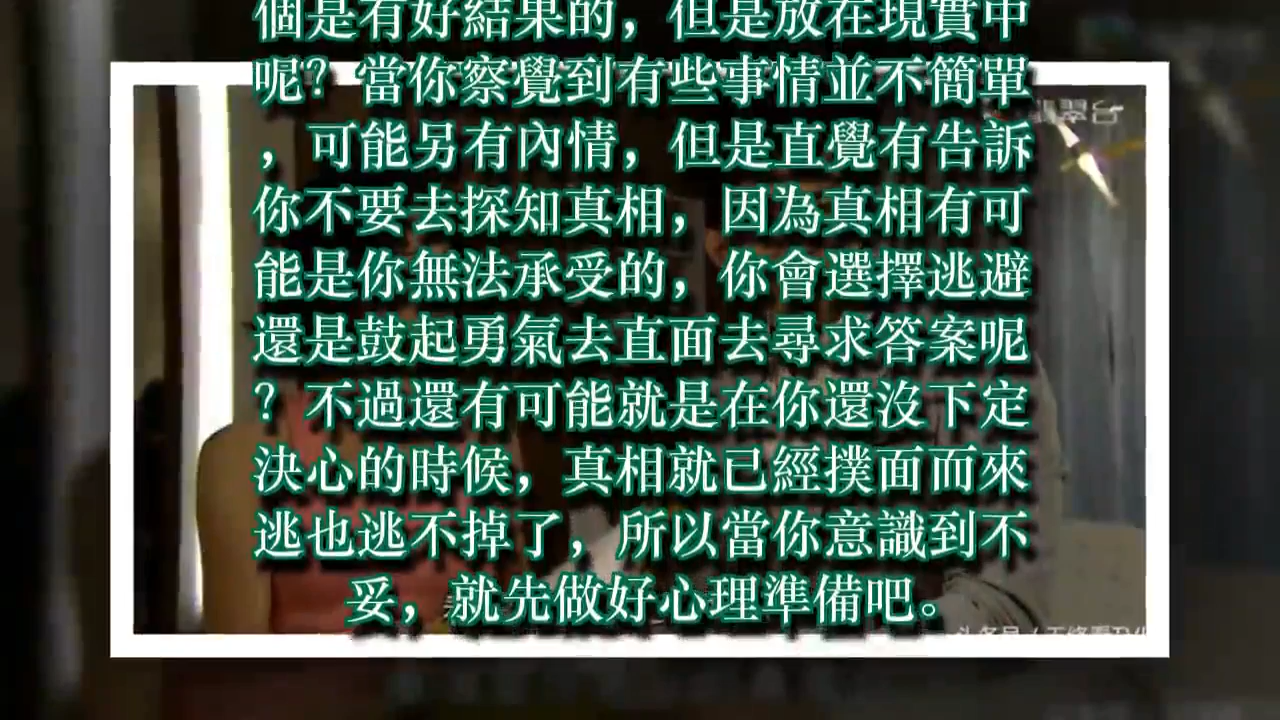 個是有好結果的，但是放在現實中
呢？當你察覺到有些事情並不簡單
，可能另有內情，但是直覺有告訴
你不要去探知真相，因為真相有可
能是你無法承受的，你會選擇逃避
還是鼓起勇氣去直面去尋求答案呢
？不過還有可能就是在你還沒下定
決心的時候，真相就已經撲面而來
逃也逃不掉了，所以當你意識到不
妥，就先做好心理準備吧。
翡翠台